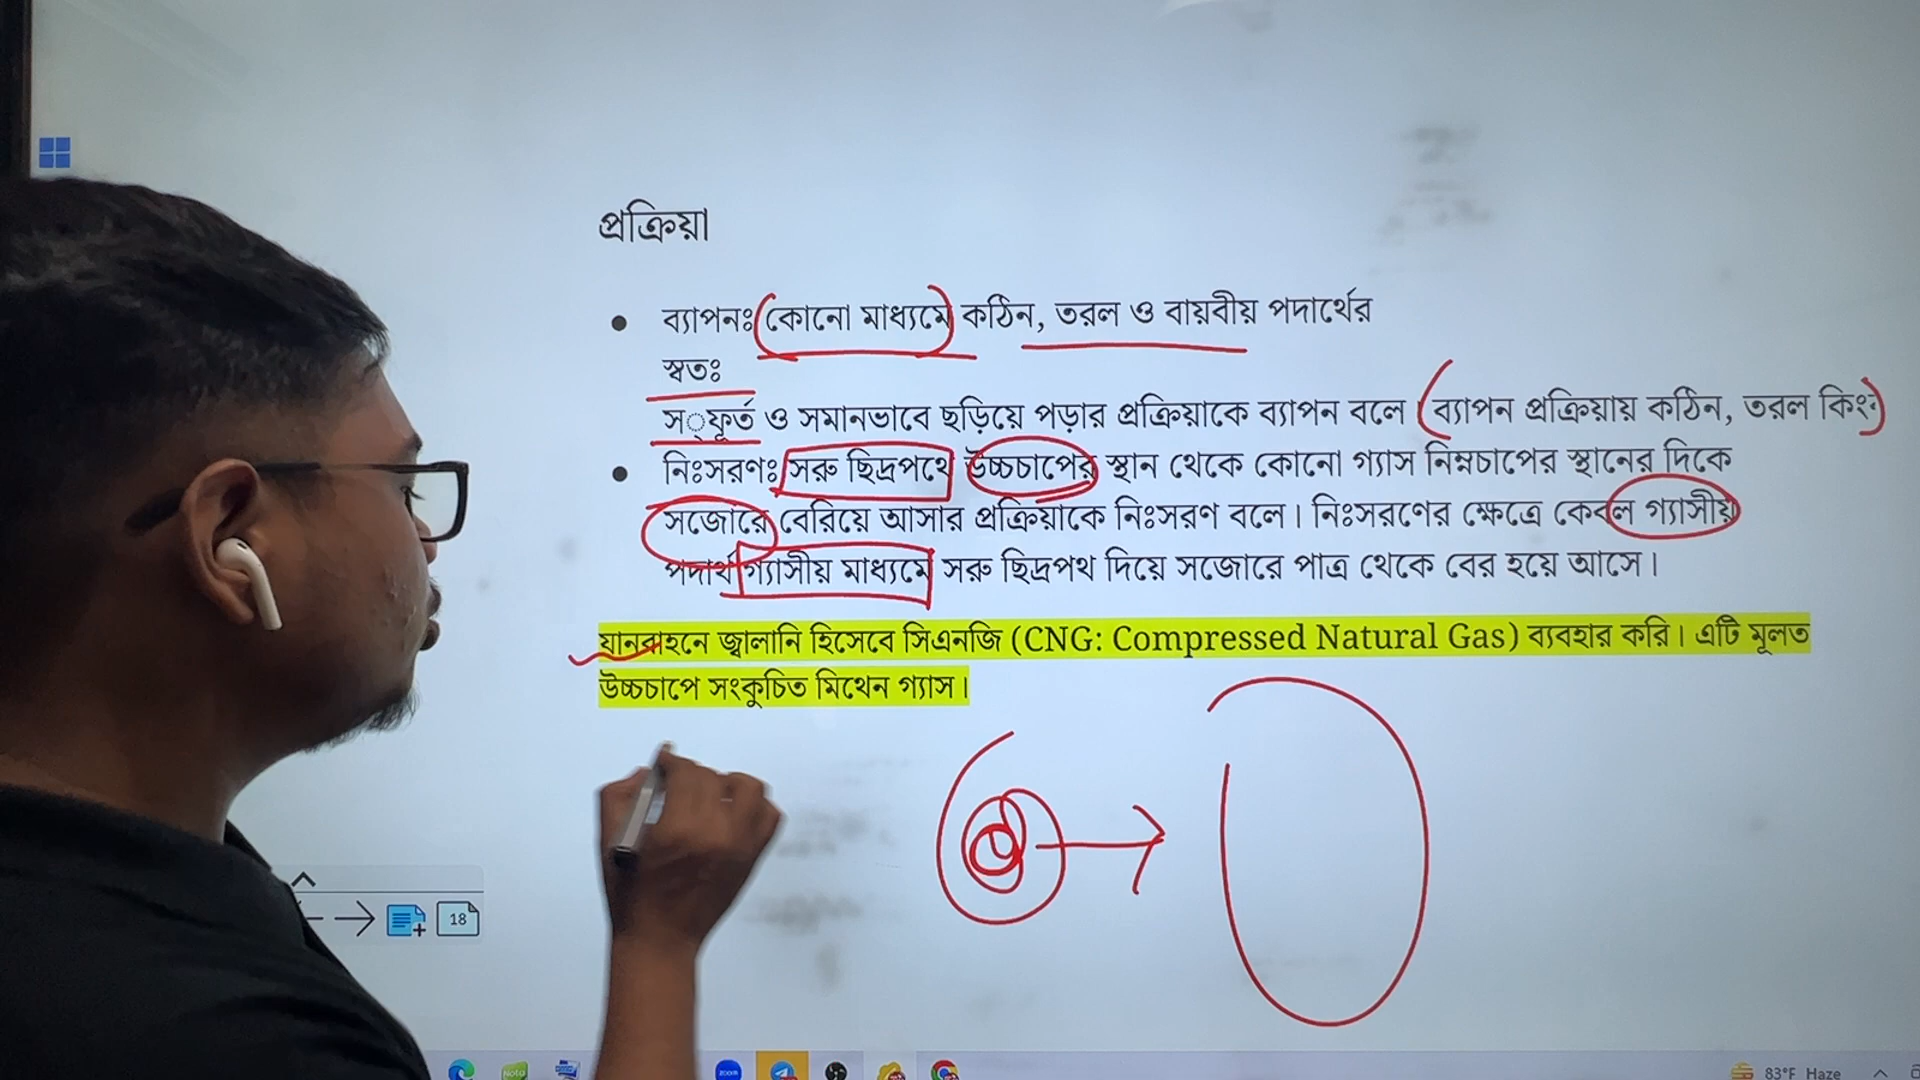 প্রক্রিয়া
ব্যাপনঃ কোনো মাধ্যমে কঠিন, তরল ও বায়বীয় পদার্থের
স্বতঃ
স্ফূর্ত ও সমানভাবে ছড়িয়ে পড়ার প্রক্রিয়াকে ব্যাপন বলে। ব্যাপন প্রক্রিয়ায় কঠিন, তরল
নিঃসরণঃ সরু ছিদ্রপথে উচ্চচাপের স্থান থেকে কোনো গ্যাস নিম্নচাপের স্থানের দিকে
সজোরে বেরিয়ে আসার প্রক্রিয়াকে নিঃসরণ বলে। নিঃসরণের ক্ষেত্রে কেবল গ্যাসীয়
পদার্থ গ্যাসীয় মাধ্যমে সরু ছিদ্রপথ দিয়ে সজোরে পাত্র থেকে বের হয়ে আসে।
যানবাহনে জ্বালানি হিসেবে সিএনজি (CNG: Compressed Natural Gas) ব্যবহার করি। এটি মূলত
উচ্চচাপে সংকুচিত মিথেন গ্যাস।
18
zoom
83°F Haze